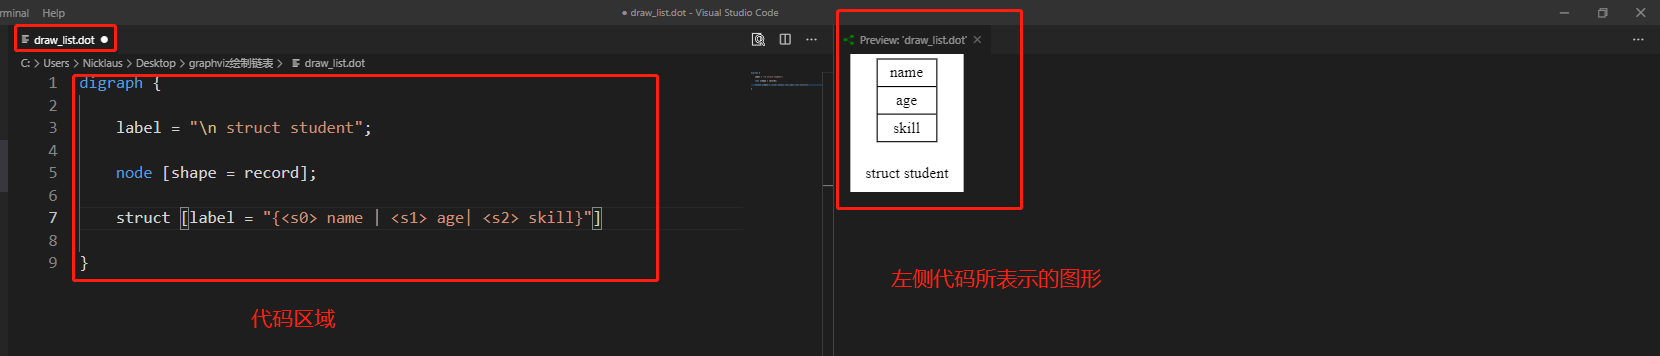 rminal Help
● draw_list.dot - Visual Studio Code
draw_list.dot ●
Preview: 'draw_list.dot' ×
C: > Users > Nicklaus > Desktop > graphviz绘制链表 > draw_list.dot
1 digraph {
2
3 label = "\n struct student";
4
5 node [shape = record];
6
7 struct [label = "{<s0> name | <s1> age| <s2> skill}"]
8
9 }
name
age
skill
struct student
代码区域
左侧代码所表示的图形